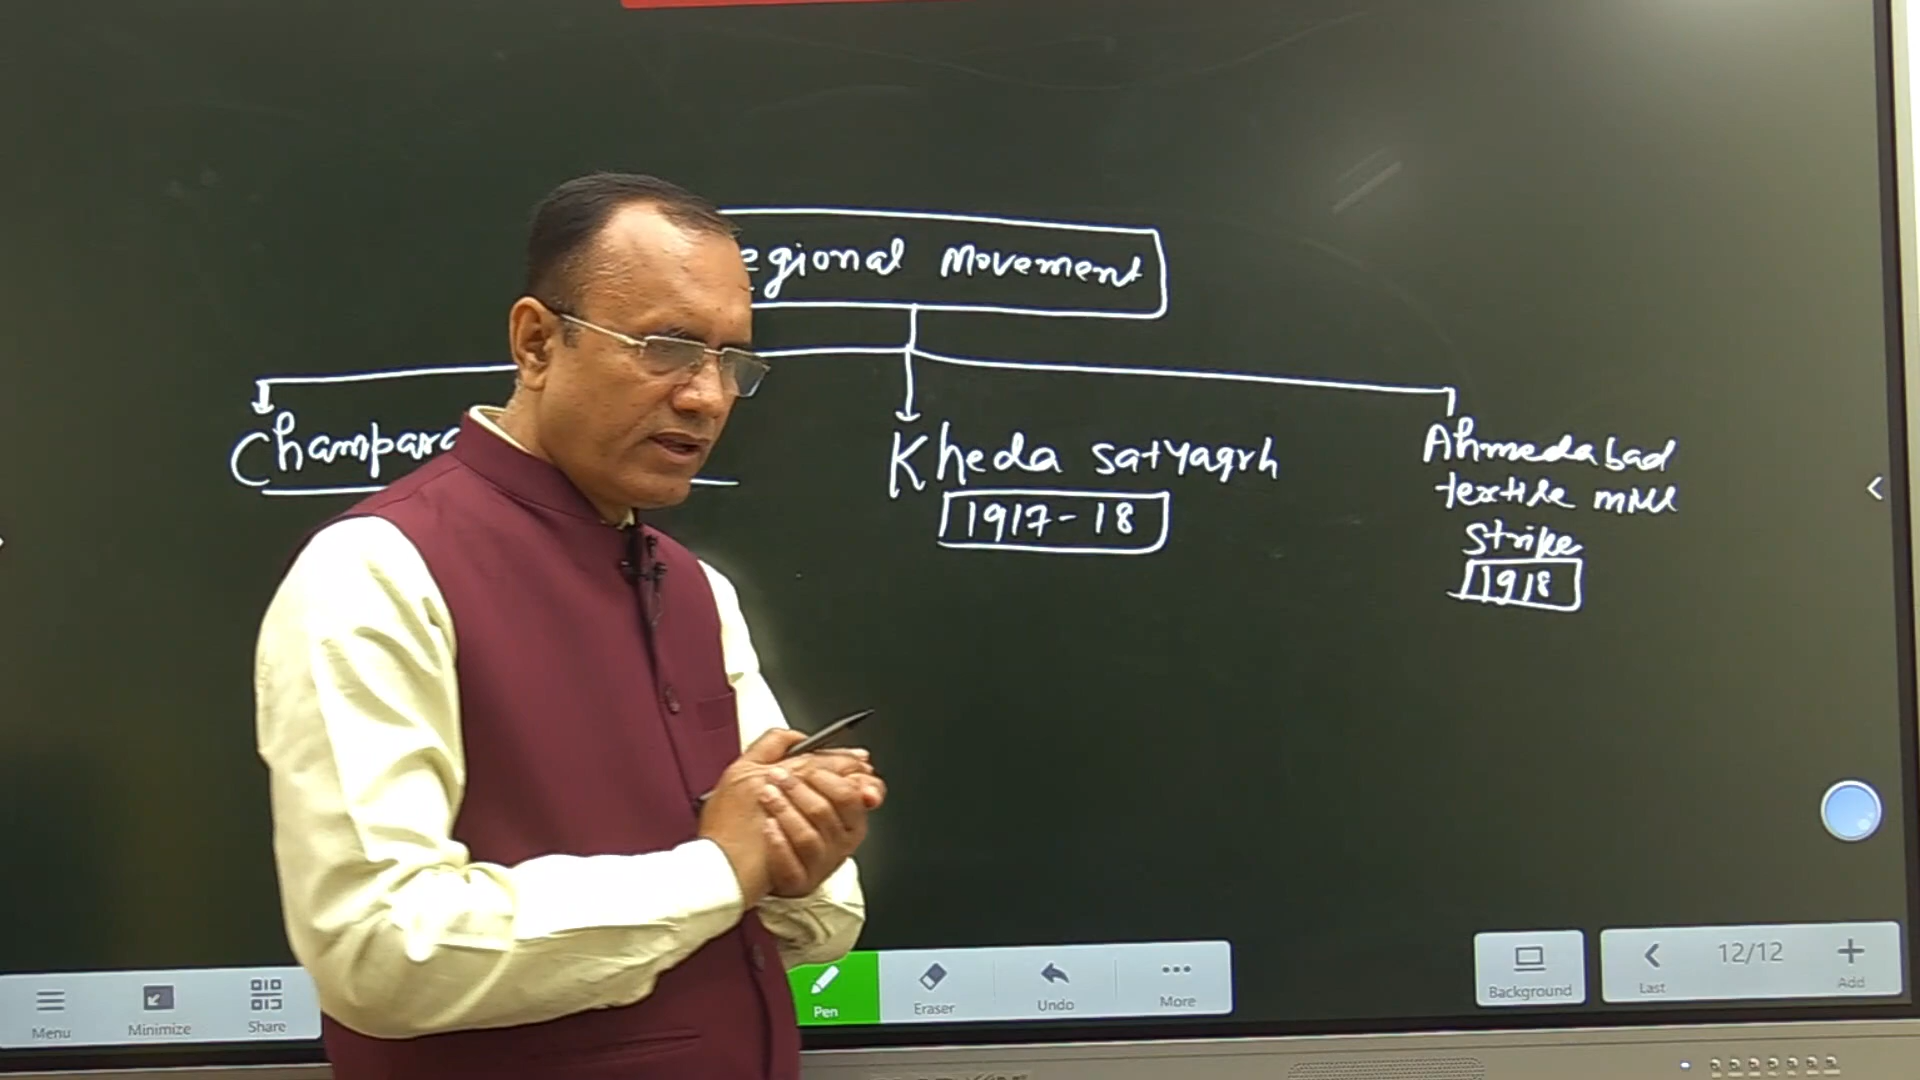 egional Movement
Champara
Kheda satyagrh
1917-18
Ahmedabad
textile mill
strike
1918
Menu
Minimize
Share
Pen
Eraser
Undo
More
Background
Last
12/12
Add